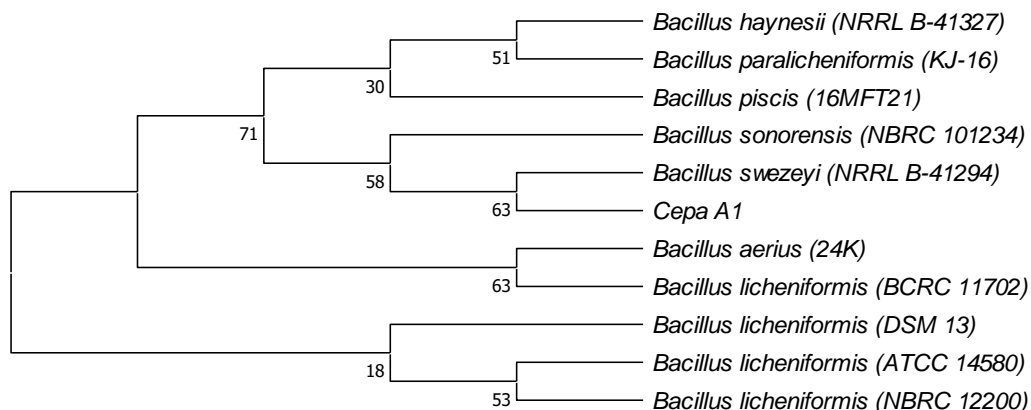 Bacillus haynesii (NRRL B-41327)
51
Bacillus paralicheniformis (KJ-16)
30
Bacillus piscis (16MFT21)
71
Bacillus sonorensis (NBRC 101234)
58
Bacillus swezeyi (NRRL B-41294)
63
Cepa A1
Bacillus aerius (24K)
63
Bacillus licheniformis (BCRC 11702)
Bacillus licheniformis (DSM 13)
18
Bacillus licheniformis (ATCC 14580)
53
Bacillus licheniformis (NBRC 12200)